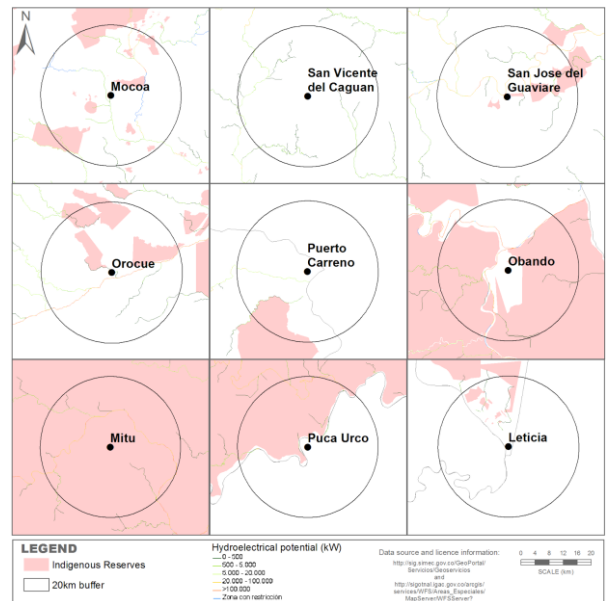 N
Mocoa
San Vicente
del Caguan
San Jose del
Guaviare
Orocue
Puerto
Carreno
Obando
Mitu
Puca Urco
Leticia
LEGEND
Indigenous Reserves
20km buffer
Hydroelectrical potential (kW)
0 - 500
500 - 5.000
5.000 - 20.000
20.000 - 100.000
>100.000
Zona con restricción
Data source and licence information:
http://sig.simec.gov.co/GeoPortal/
Servicios/Geoservicios
and
http://sigotnal.igac.gov.co/arcgis/
services/WFS/Areas_Especiales/
MapServer/WFSServer?
0 4 8 12 16 20
SCALE (km)